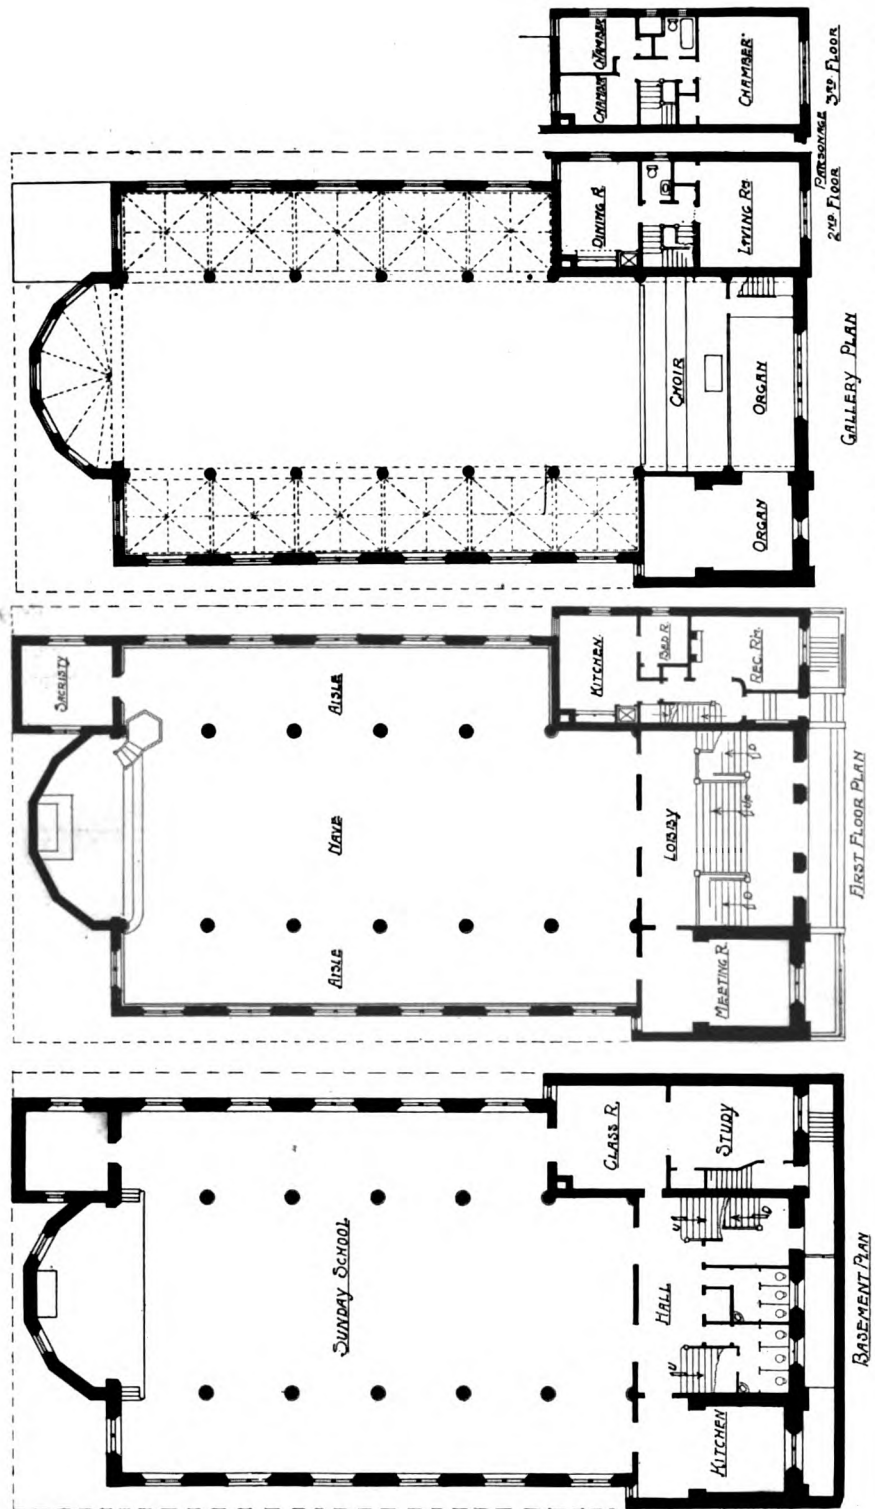 CHAMBER
CHAMBER
CHAMBER
3RD. FLOOR
PARSONAGE
2ND. FLOOR
DINING R.
LIVING RM.
CHOIR
ORGAN
ORGAN
GALLERY PLAN
SACRISTY
AISLE
NAVE
AISLE
KITCHEN
BED R.
REC. RM.
LOBBY
UP
D
D
MEETING R.
FIRST FLOOR PLAN
SUNDAY SCHOOL
CLASS R.
STUDY
HALL
U
D
U
KITCHEN
BASEMENT PLAN